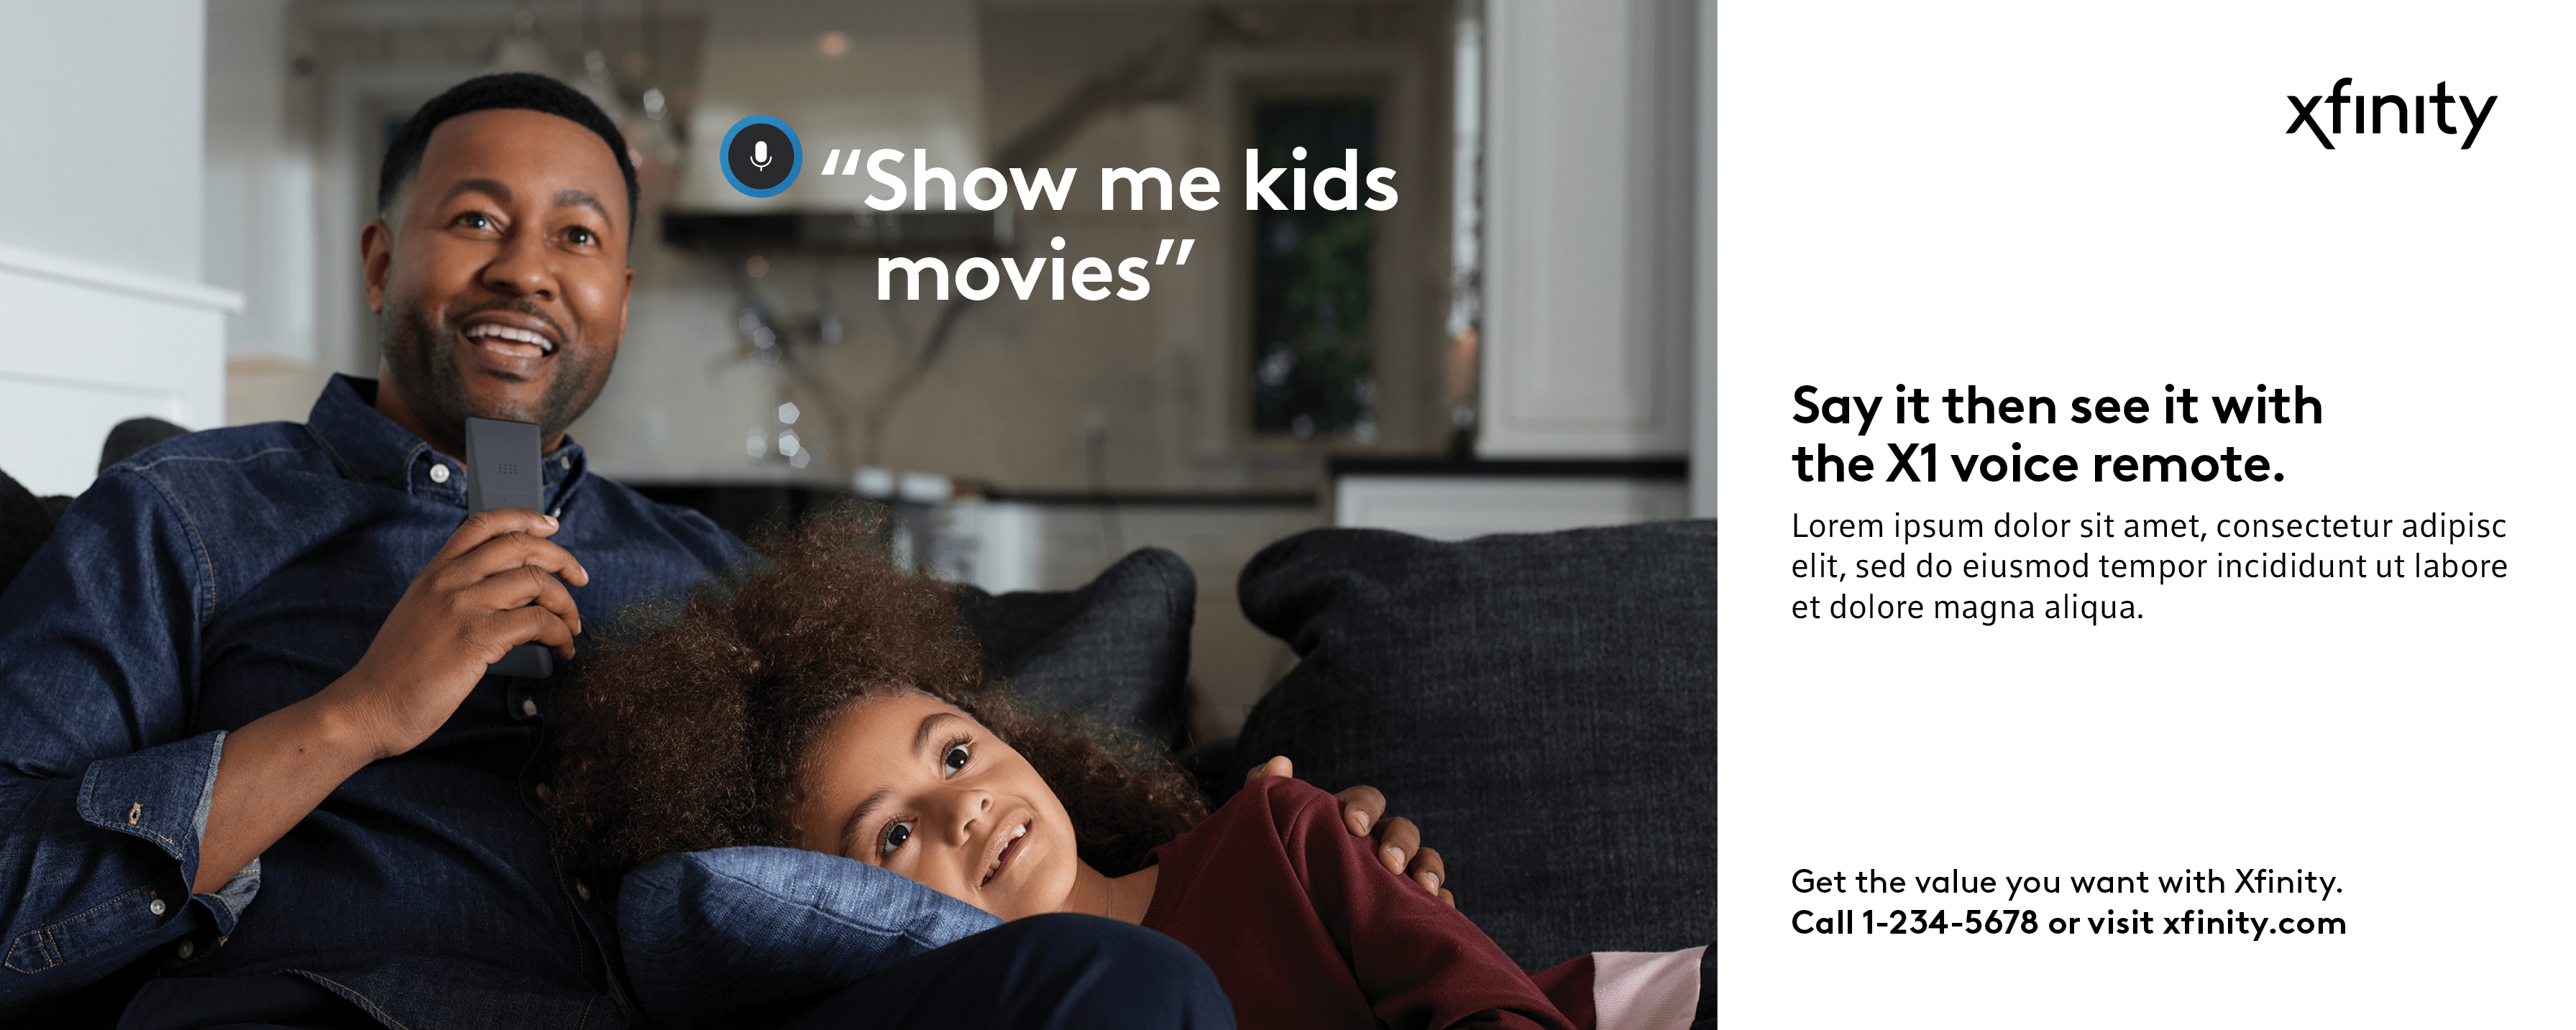 “Show me kids
movies”
xfinity
Say it then see it with
the X1 voice remote.
Lorem ipsum dolor sit amet, consectetur adipisc
elit, sed do eiusmod tempor incididunt ut labore
et dolore magna aliqua.
Get the value you want with Xfinity.
Call 1-234-5678 or visit xfinity.com